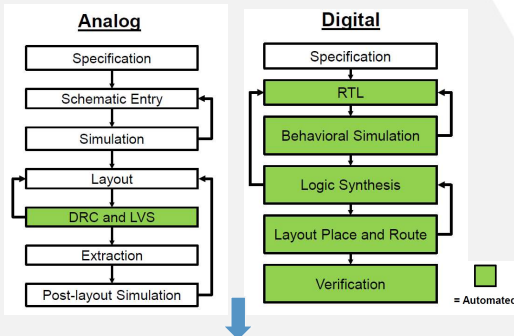 Analog
Specification
Schematic Entry
Simulation
Layout
DRC and LVS
Extraction
Post-layout Simulation
Digital
Specification
RTL
Behavioral Simulation
Logic Synthesis
Layout Place and Route
Verification
= Automated